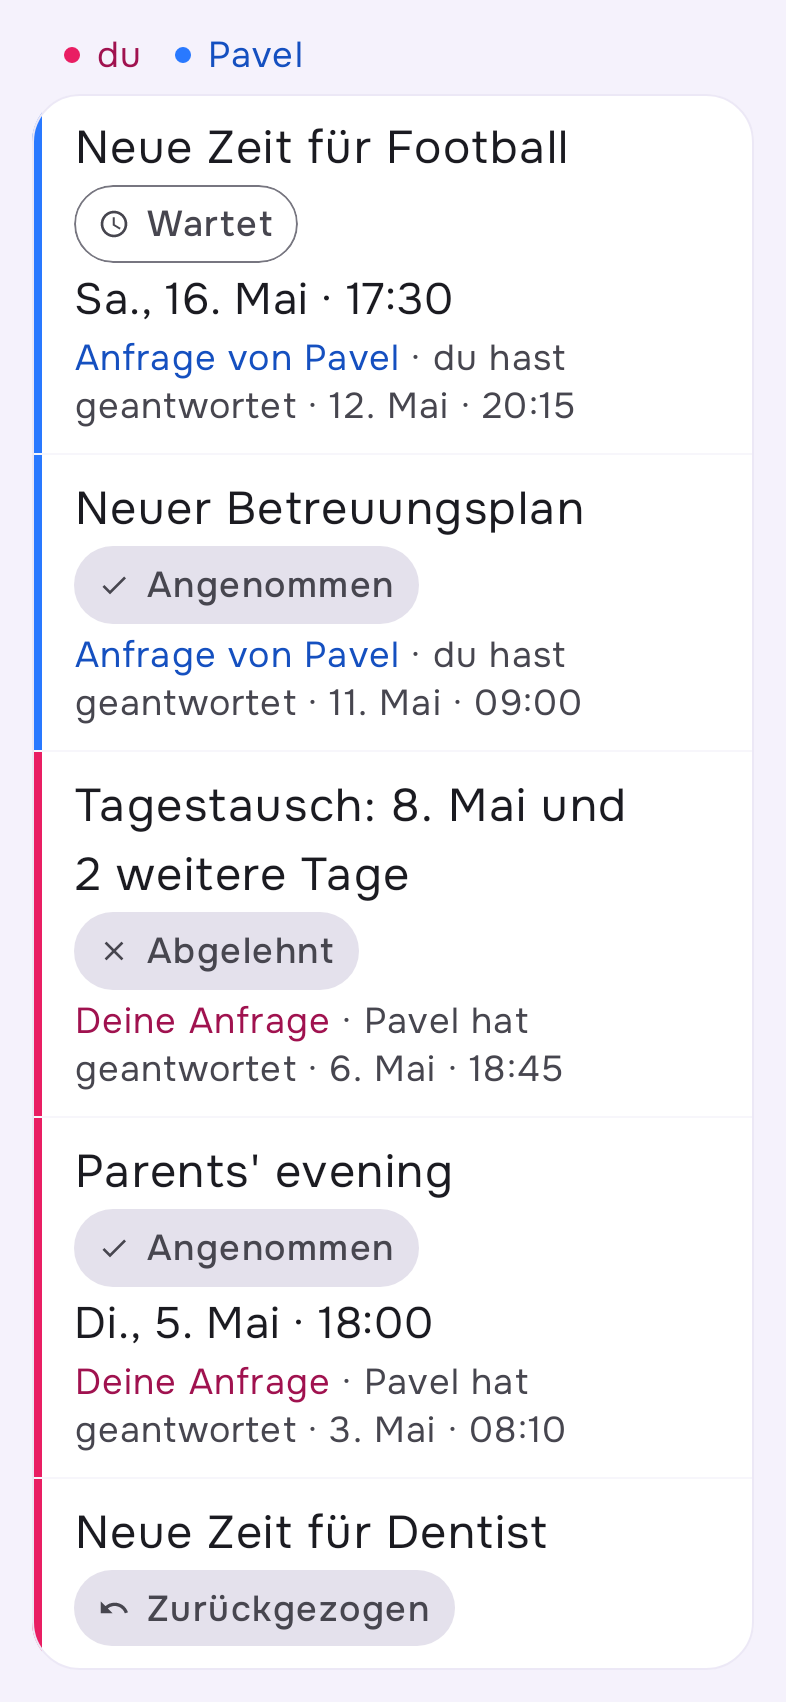 du Pavel
Neue Zeit für Football
Wartet
Sa., 16. Mai · 17:30
Anfrage von Pavel · du hast
geantwortet · 12. Mai · 20:15
Neuer Betreuungsplan
Angenommen
Anfrage von Pavel · du hast
geantwortet · 11. Mai · 09:00
Tagestausch: 8. Mai und
2 weitere Tage
Abgelehnt
Deine Anfrage · Pavel hat
geantwortet · 6. Mai · 18:45
Parents' evening
Angenommen
Di., 5. Mai · 18:00
Deine Anfrage · Pavel hat
geantwortet · 3. Mai · 08:10
Neue Zeit für Dentist
Zurückgezogen